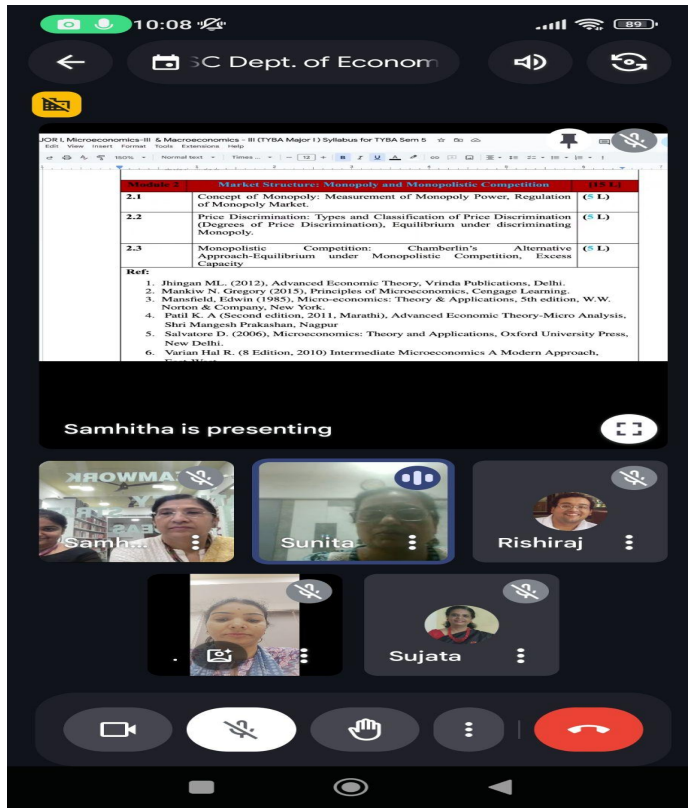 10:08
89
SC Dept. of Econom
JOR I, Microeconomics-III & Macroeconomics - III (TYBA Major I) Syllabus for TYBA Sem 5
Edit View Insert Format Tools Extensions Help
150% Normal text Times ... 12 B I U A
Module 2 Market Structure: Monopoly and Monopolistic Competition (15 L)
2.1 Concept of Monopoly: Measurement of Monopoly Power, Regulation (5 L)
of Monopoly Market.
2.2 Price Discrimination: Types and Classification of Price Discrimination (5 L)
(Degrees of Price Discrimination), Equilibrium under discriminating
Monopoly.
2.3 Monopolistic Competition: Chamberlin's Alternative (5 L)
Approach-Equilibrium under Monopolistic Competition, Excess
Capacity
Ref:
1. Jhingan ML. (2012), Advanced Economic Theory, Vrinda Publications, Delhi.
2. Mankiw N. Gregory (2015), Principles of Microeconomics, Cengage Learning.
3. Mansfield, Edwin (1985), Micro-economics: Theory & Applications, 5th edition, W.W.
Norton & Company, New York.
4. Patil K. A (Second edition, 2011, Marathi), Advanced Economic Theory-Micro Analysis,
Shri Mangesh Prakashan, Nagpur
5. Salvatore D. (2006), Microeconomics: Theory and Applications, Oxford University Press,
New Delhi.
6. Varian Hal R. (8 Edition, 2010) Intermediate Microeconomics A Modern Approach,
Samhitha is presenting
Samh...
Sunita
Rishiraj
.
Sujata